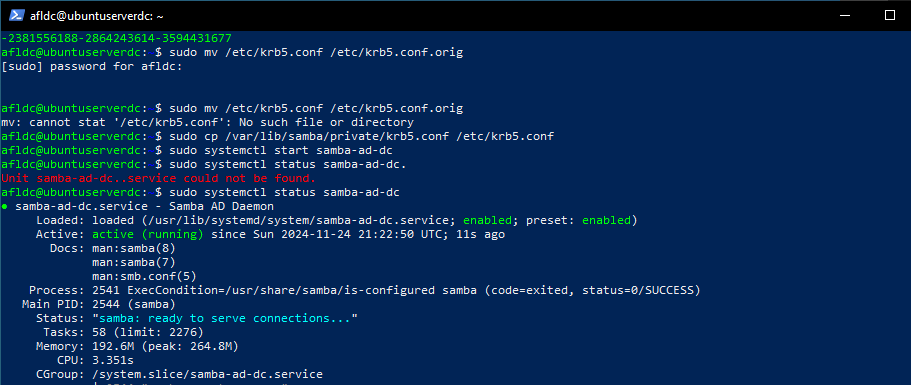 afldc@ubuntuserverdc: ~
-2381556188-2864243614-3594431677
afldc@ubuntuserverdc:~$ sudo mv /etc/krb5.conf /etc/krb5.conf.orig
[sudo] password for afldc:
afldc@ubuntuserverdc:~$ sudo mv /etc/krb5.conf /etc/krb5.conf.orig
mv: cannot stat '/etc/krb5.conf': No such file or directory
afldc@ubuntuserverdc:~$ sudo cp /var/lib/samba/private/krb5.conf /etc/krb5.conf
afldc@ubuntuserverdc:~$ sudo systemctl start samba-ad-dc
afldc@ubuntuserverdc:~$ sudo systemctl status samba-ad-dc.
Unit samba-ad-dc..service could not be found.
afldc@ubuntuserverdc:~$ sudo systemctl status samba-ad-dc
● samba-ad-dc.service - Samba AD Daemon
Loaded: loaded (/usr/lib/systemd/system/samba-ad-dc.service; enabled; preset: enabled)
Active: active (running) since Sun 2024-11-24 21:22:50 UTC; 11s ago
Docs: man:samba(8)
man:samba(7)
man:smb.conf(5)
Process: 2541 ExecCondition=/usr/share/samba/is-configured samba (code=exited, status=0/SUCCESS)
Main PID: 2544 (samba)
Status: "samba: ready to serve connections..."
Tasks: 58 (limit: 2276)
Memory: 192.6M (peak: 264.8M)
CPU: 3.351s
CGroup: /system.slice/samba-ad-dc.service